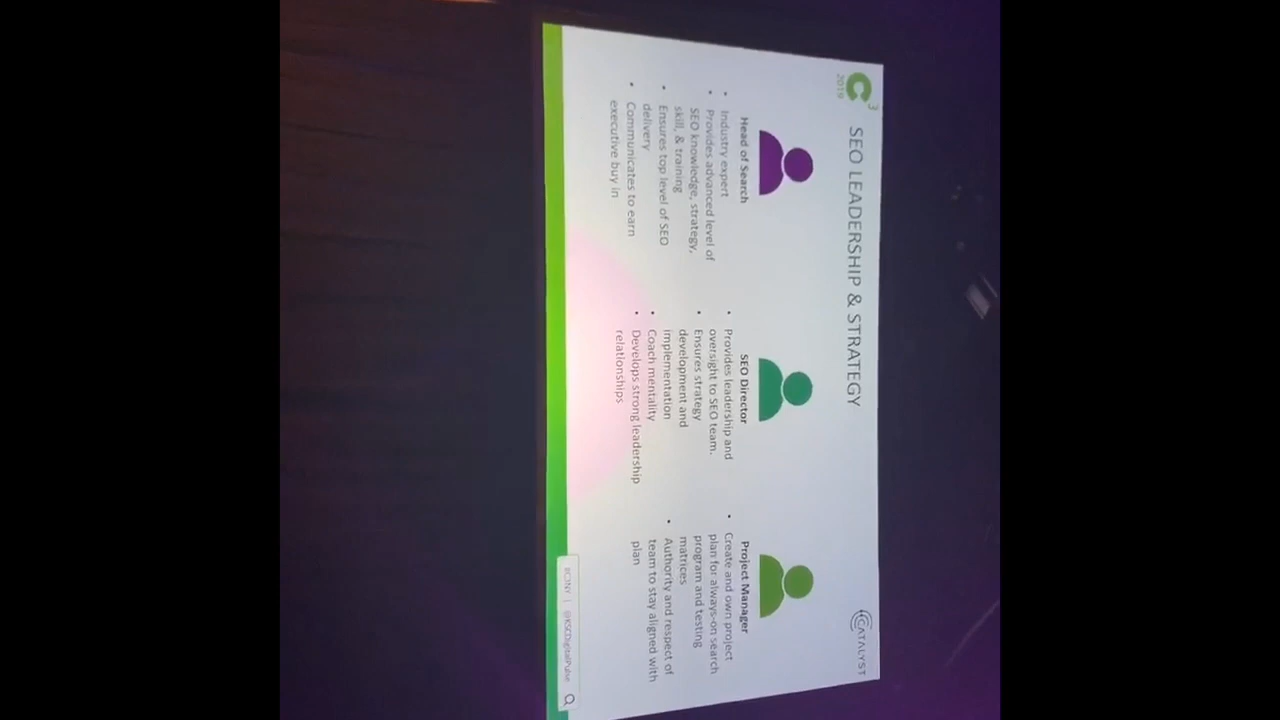 C3
2019
SEO LEADERSHIP & STRATEGY
CATALYST
Head of Search
• Industry expert
• Provides advanced level of
SEO knowledge, strategy,
skill, & training
• Ensures top level of SEO
delivery
• Communicates to earn
executive buy in
SEO Director
• Provides leadership and
oversight to SEO team.
• Ensures strategy
development and
implementation
• Coach mentality
• Develops strong leadership
relationships
Project Manager
• Create and own project
plan for always-on search
program and testing
matrices
• Authority and respect of
team to stay aligned with
plan
#C3NY | @KSCDigitalPulse